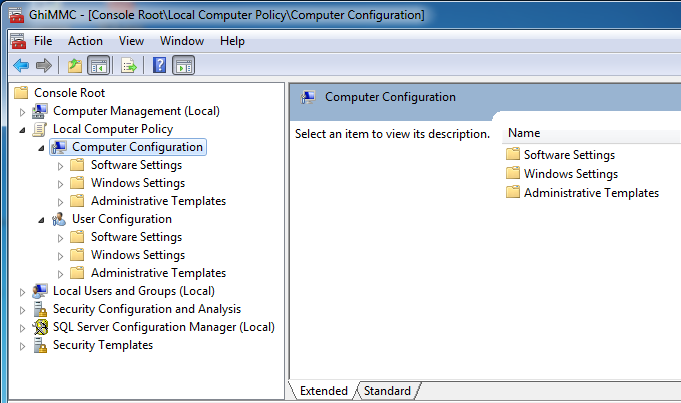 GhiMMC - [Console Root\Local Computer Policy\Computer Configuration]
File Action View Window Help
Console Root
Computer Management (Local)
Local Computer Policy
Computer Configuration
Software Settings
Windows Settings
Administrative Templates
User Configuration
Software Settings
Windows Settings
Administrative Templates
Local Users and Groups (Local)
Security Configuration and Analysis
SQL Server Configuration Manager (Local)
Security Templates
Computer Configuration
Select an item to view its description.
Name
Software Settings
Windows Settings
Administrative Templates
Extended Standard